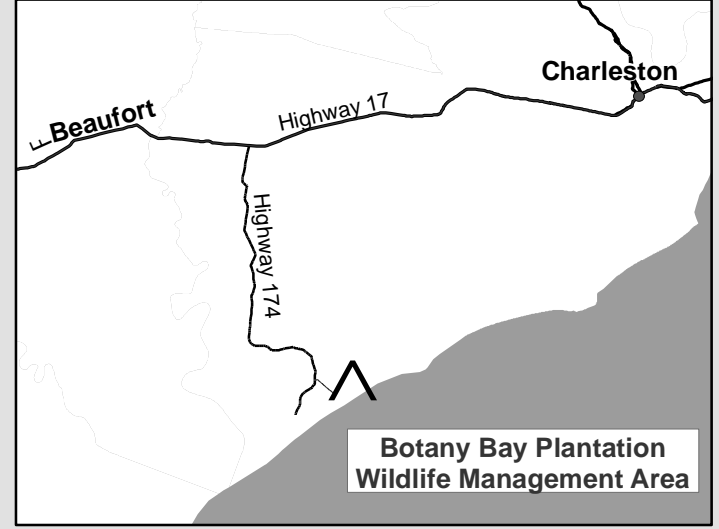 Charleston
Beaufort
Highway 17
Highway 174
Botany Bay Plantation
Wildlife Management Area